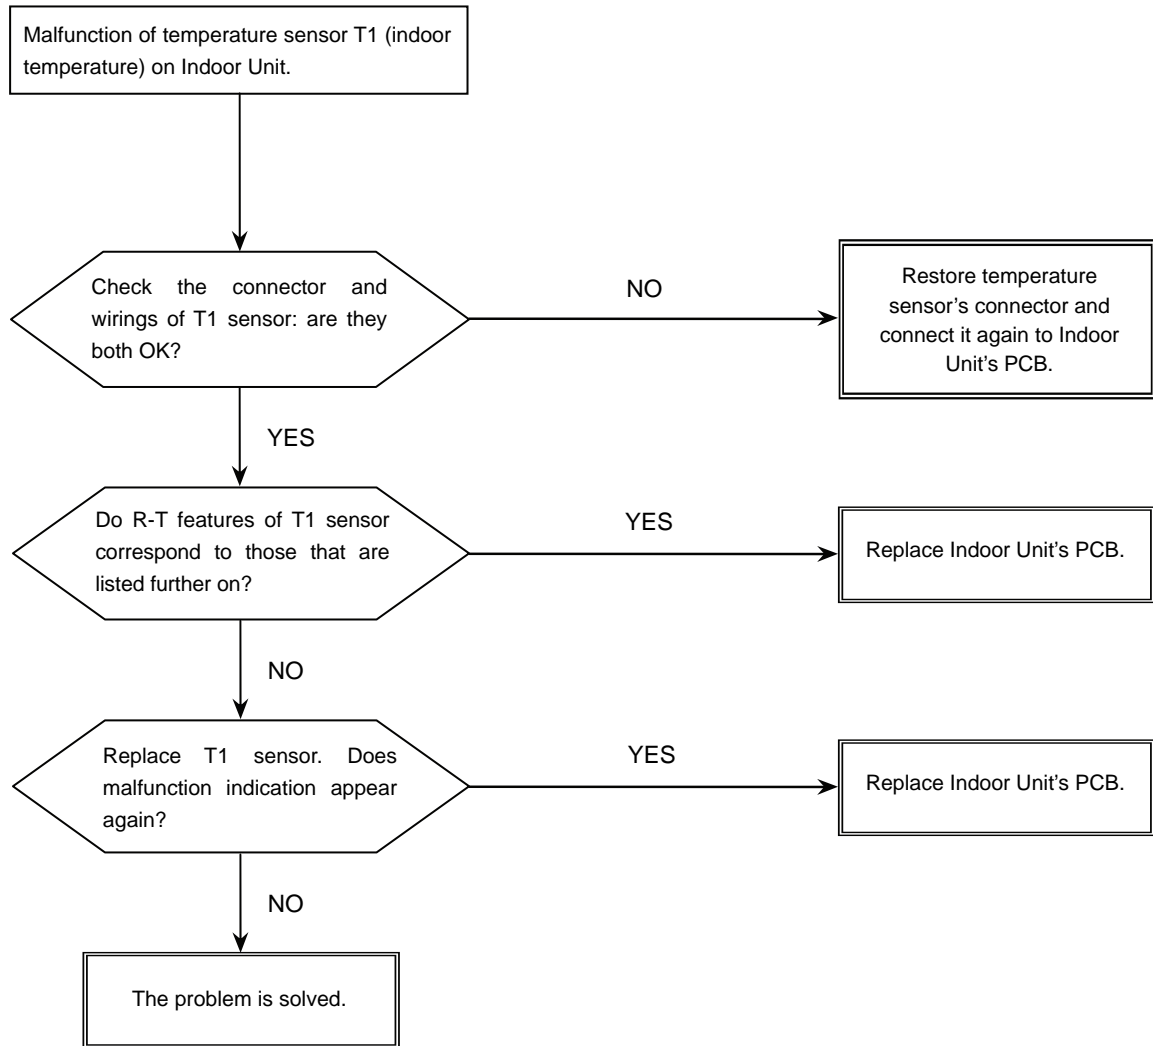 Malfunction of temperature sensor T1 (indoor
temperature) on Indoor Unit.
Check the connector and
wirings of T1 sensor: are they
both OK?
NO
Restore temperature
sensor’s connector and
connect it again to Indoor
Unit’s PCB.
YES
Do R-T features of T1 sensor
correspond to those that are
listed further on?
YES
Replace Indoor Unit’s PCB.
NO
Replace T1 sensor. Does
malfunction indication appear
again?
YES
Replace Indoor Unit’s PCB.
NO
The problem is solved.